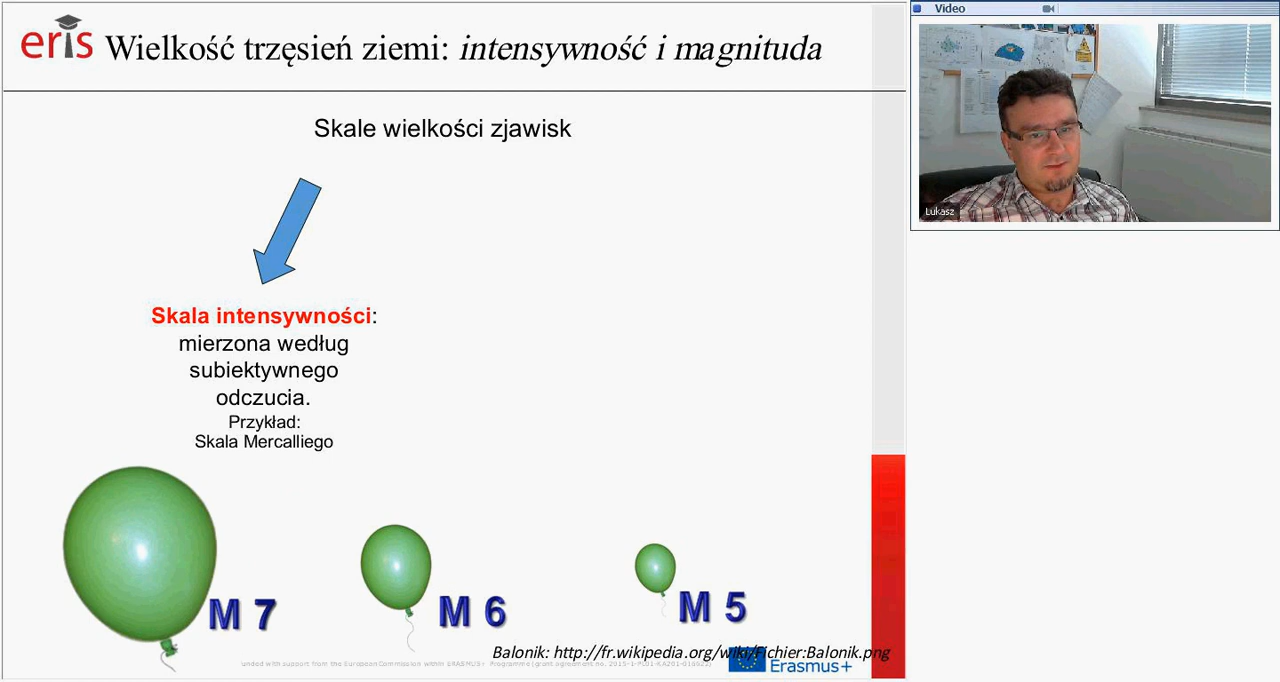 eris Wielkość trzęsień ziemi: intensywność i magnituda
Skale wielkości zjawisk
Skala intensywności:
mierzona według
subiektywnego
odczucia.
Przykład:
Skala Mercalliego
M 7
M 6
M 5
Balonik: http://fr.wikipedia.org/wiki/Fichier:Balonik.png
Erasmus+
Video
Łukasz